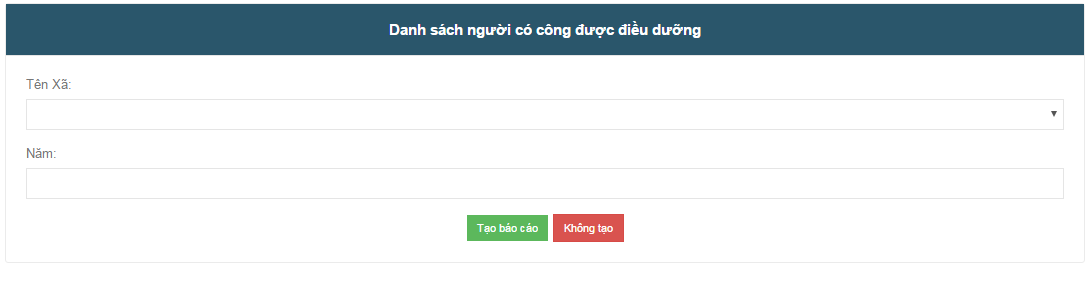 Danh sách người có công được điều dưỡng
Tên Xã:
Năm:
Tạo báo cáo
Không tạo